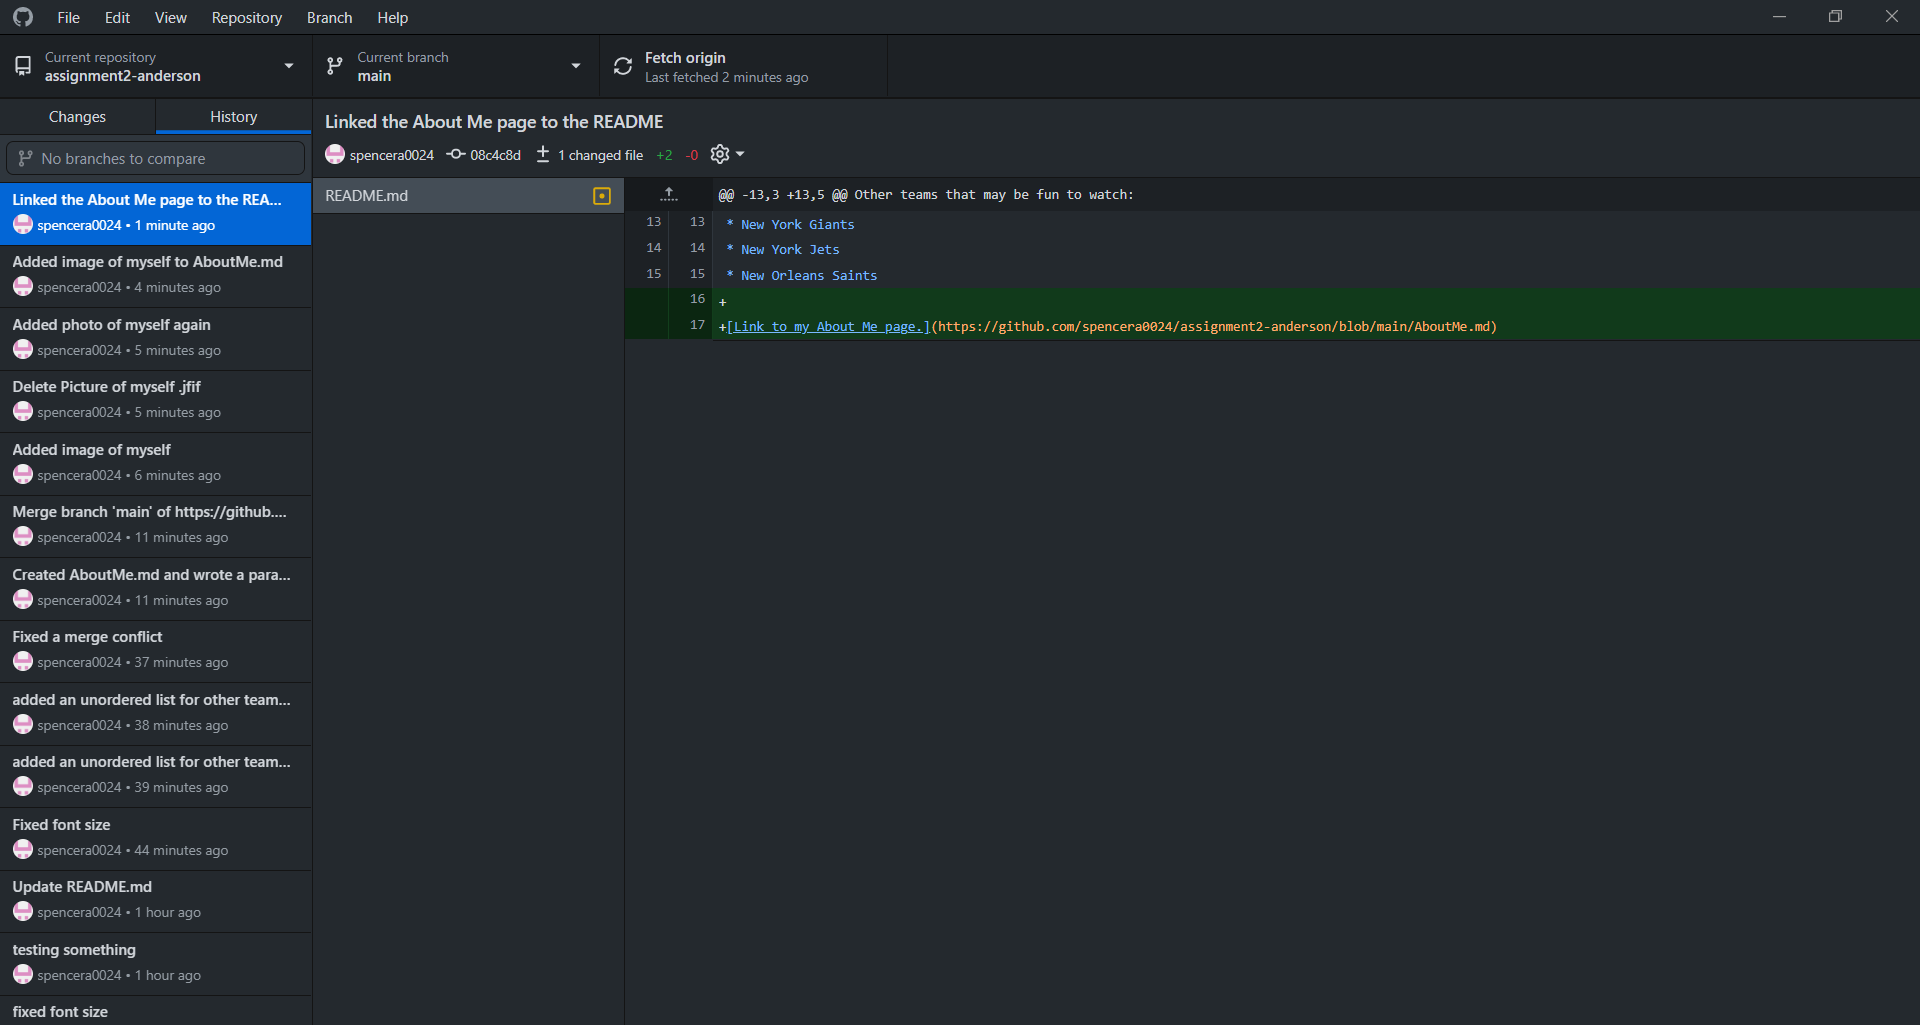 File Edit View Repository Branch Help
Current repository
assignment2-anderson
Current branch
main
Fetch origin
Last fetched 2 minutes ago
Changes
History
No branches to compare
Linked the About Me page to the REA...
spencera0024 • 1 minute ago
Added image of myself to AboutMe.md
spencera0024 • 4 minutes ago
Added photo of myself again
spencera0024 • 5 minutes ago
Delete Picture of myself .jfif
spencera0024 • 5 minutes ago
Added image of myself
spencera0024 • 6 minutes ago
Merge branch 'main' of https://github....
spencera0024 • 11 minutes ago
Created AboutMe.md and wrote a para...
spencera0024 • 11 minutes ago
Fixed a merge conflict
spencera0024 • 37 minutes ago
added an unordered list for other team...
spencera0024 • 38 minutes ago
added an unordered list for other team...
spencera0024 • 39 minutes ago
Fixed font size
spencera0024 • 44 minutes ago
Update README.md
spencera0024 • 1 hour ago
testing something
spencera0024 • 1 hour ago
fixed font size
Linked the About Me page to the README
spencera0024 08c4c8d 1 changed file +2 -0
README.md
@@ -13,3 +13,5 @@ Other teams that may be fun to watch:
13 13 * New York Giants
14 14 * New York Jets
15 15 * New Orleans Saints
16 +
17 +[Link to my About Me page.](https://github.com/spencera0024/assignment2-anderson/blob/main/AboutMe.md)